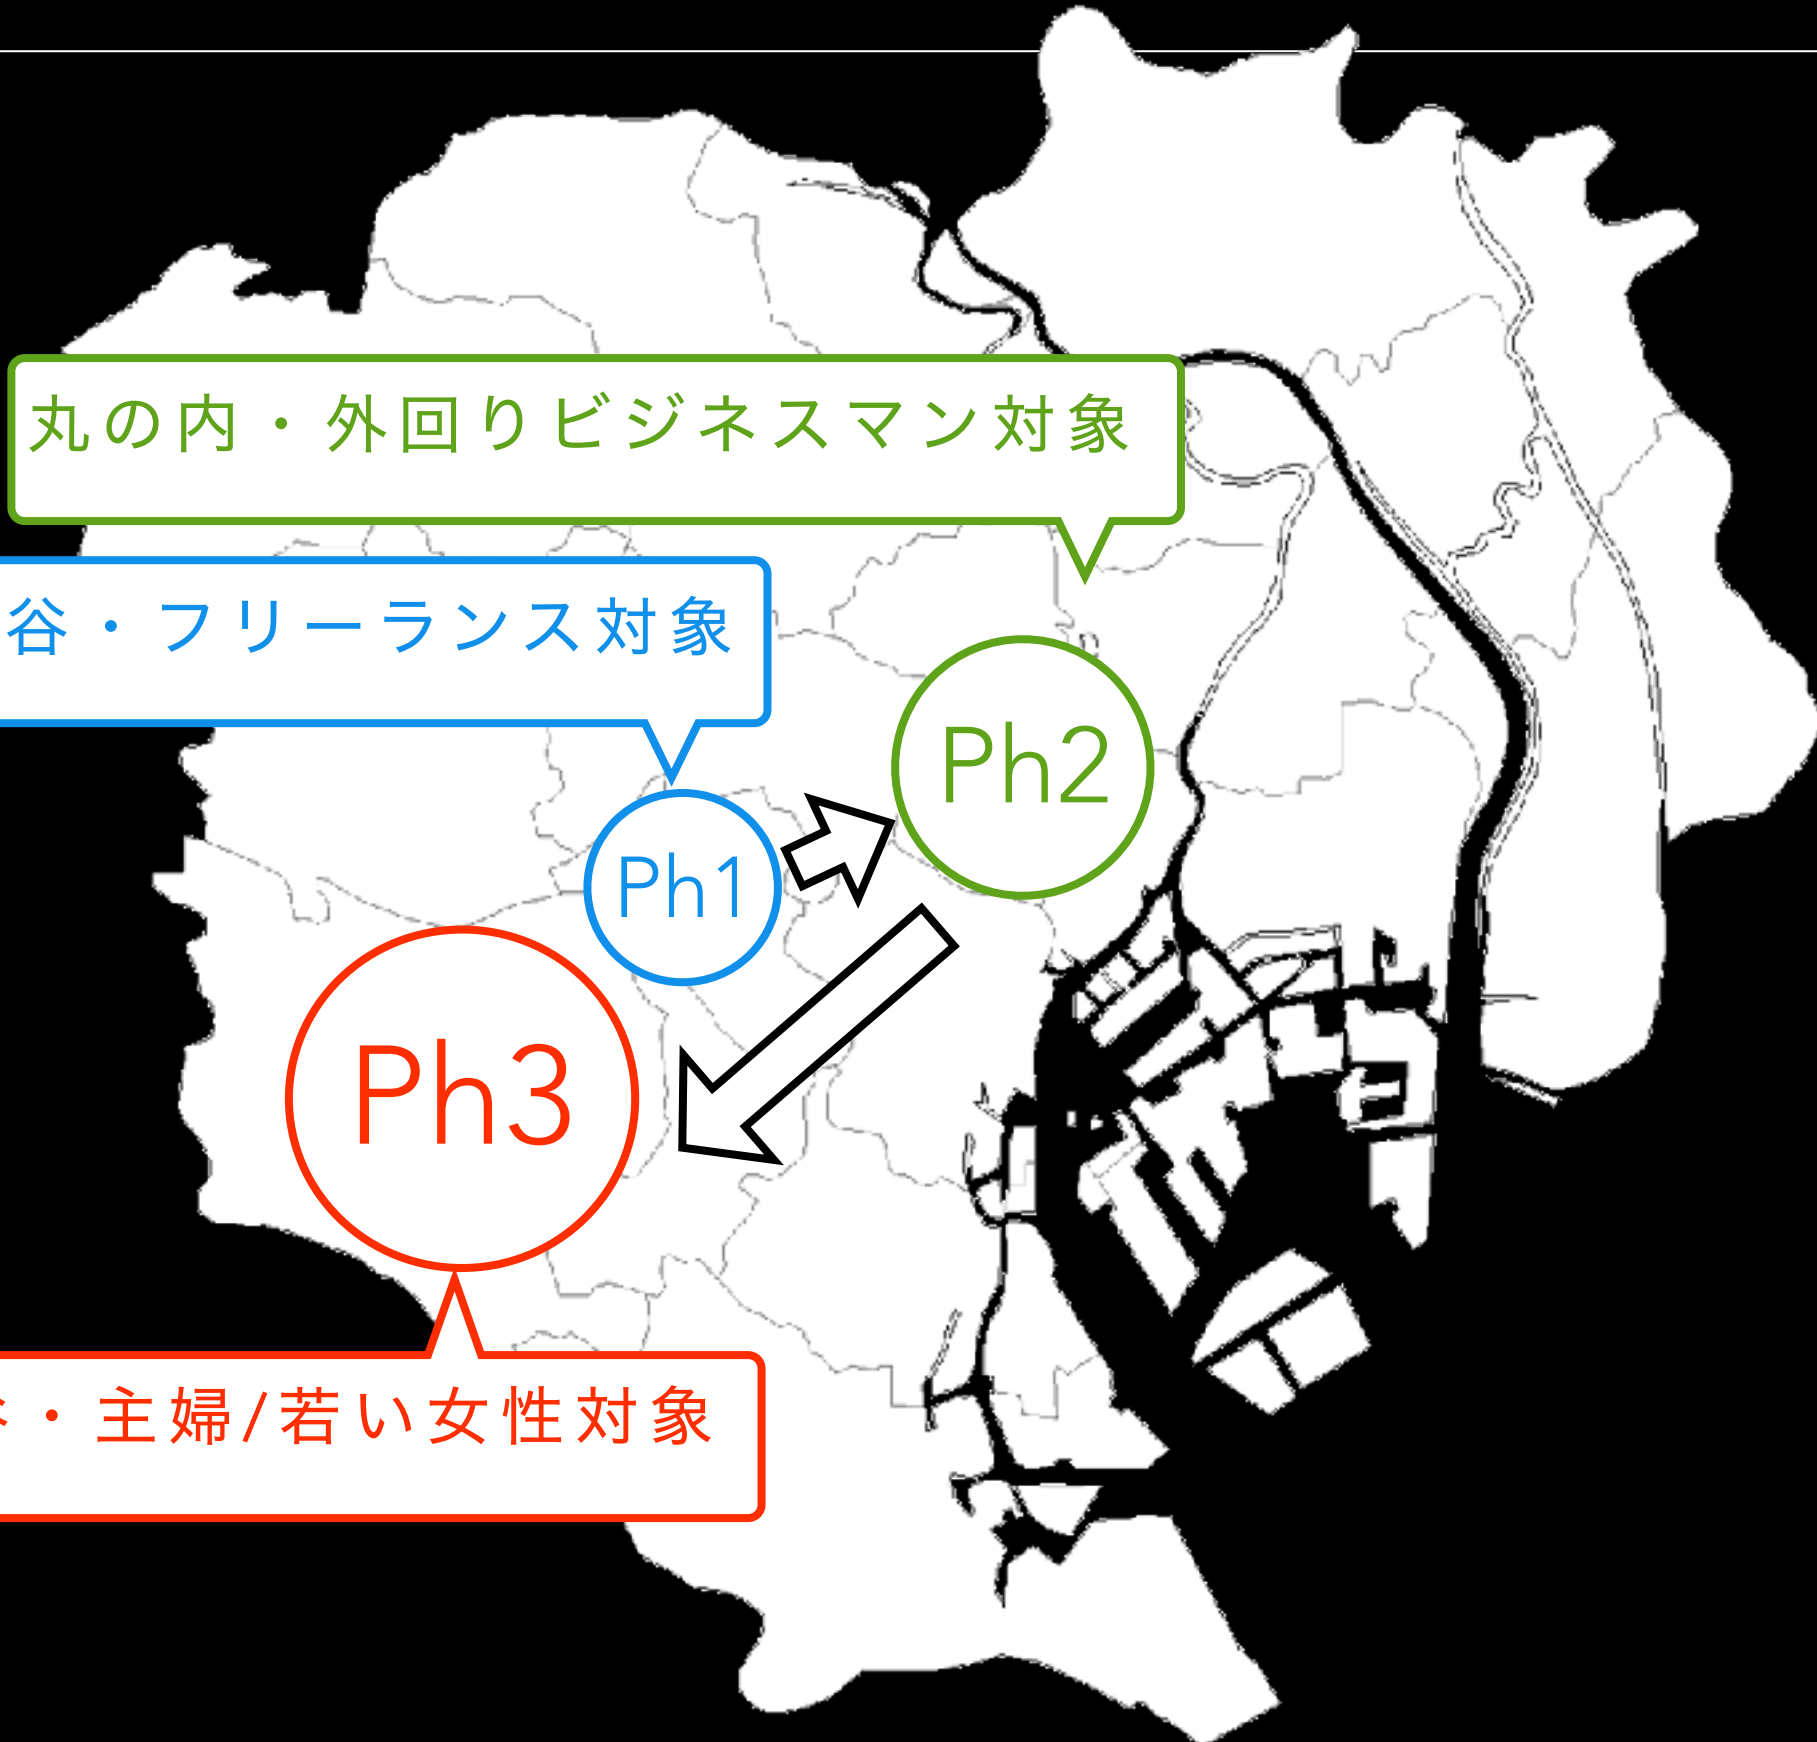 丸の内・外回りビジネスマン対象
谷・フリーランス対象
Ph2
Ph1
Ph3
・主婦/若い女性対象